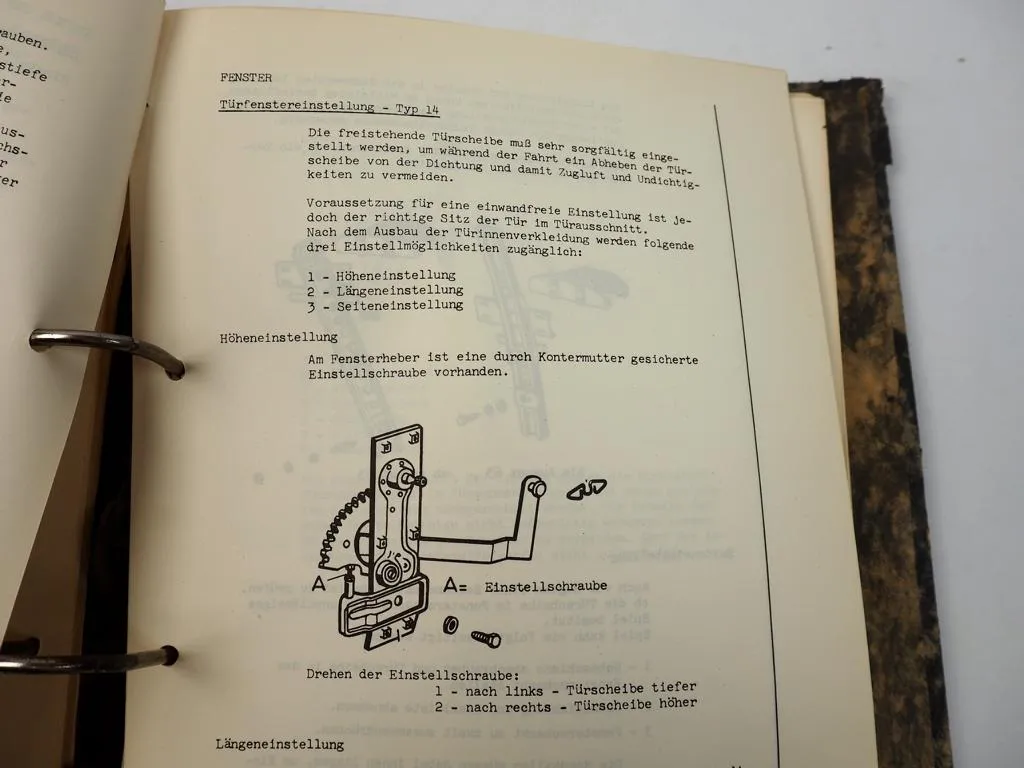 auben.
stiefe
FENSTER
Türfenstereinstellung - Typ 14
Die freistehende Türscheibe muß sehr sorgfältig einge-
stellt werden, um während der Fahrt ein Abheben der Tür-
scheibe von der Dichtung und damit Zugluft und Undichtig-
keiten zu vermeiden.
Voraussetzung für eine einwandfreie Einstellung ist je-
doch der richtige Sitz der Tür im Türausschnitt.
Nach dem Ausbau der Türinnenverkleidung werden folgende
drei Einstellmöglichkeiten zugänglich:
1 - Höheneinstellung
2 - Längeneinstellung
3 - Seiteneinstellung
Höheneinstellung
Am Fensterheber ist eine durch Kontermutter gesicherte
Einstellschraube vorhanden.
A
A= Einstellschraube
Drehen der Einstellschraube:
1 - nach links - Türscheibe tiefer
2 - nach rechts - Türscheibe höher
Längeneinstellung